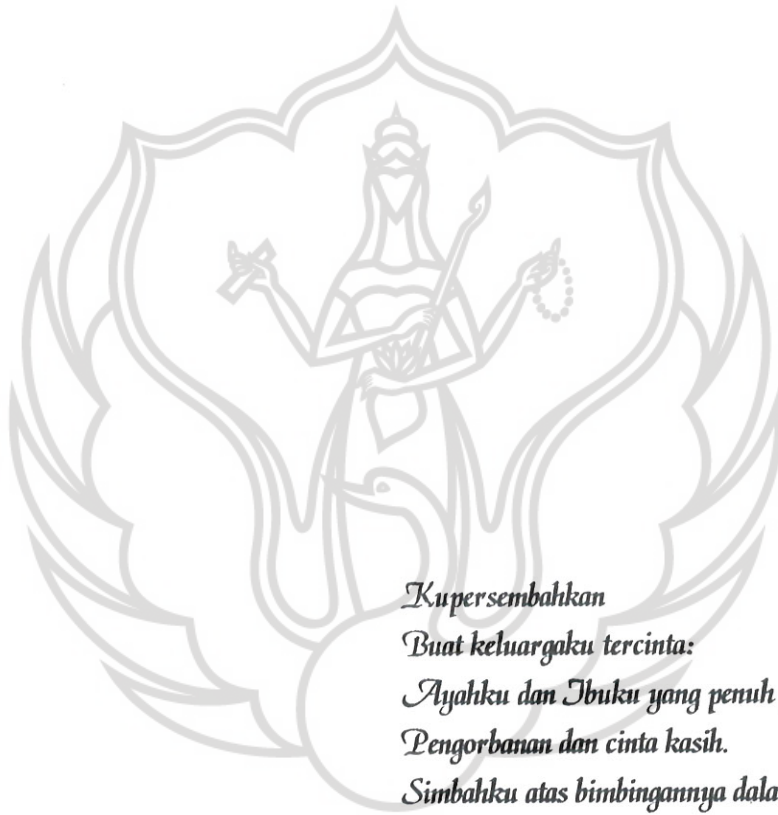 Kupersembahkan
Buat keluargaku tercinta:
Ayahku dan Ibuku yang penuh
Pengorbanan dan cinta kasih.
Simbahku atas bimbingannya